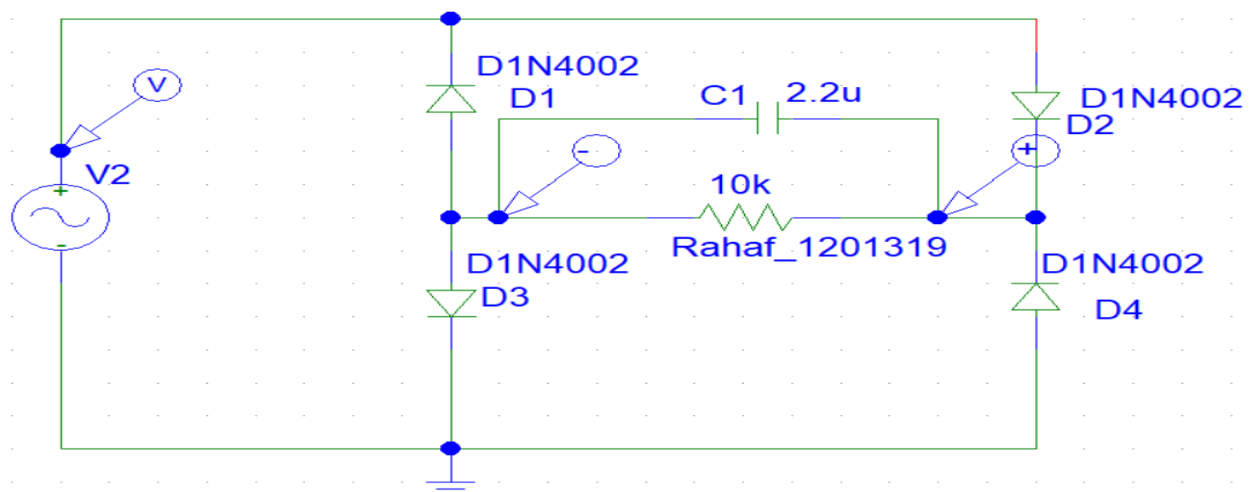 D1N4002
D1
C1 2.2u
D1N4002
D2
V
-
+
V2
+
-
10k
Rahaf_1201319
D1N4002
D3
D1N4002
D4